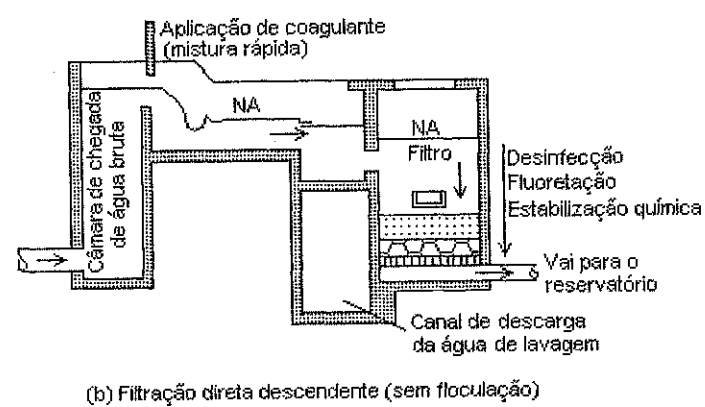 Aplicação de coagulante
(mistura rápida)
NA
Câmara de chegada
de água bruta
NA
Filtro
Desinfecção
Fluoretação
Estabilização química
Vai para o
reservatório
Canal de descarga
da água de lavagem
(b) Filtração direta descendente (sem floculação)